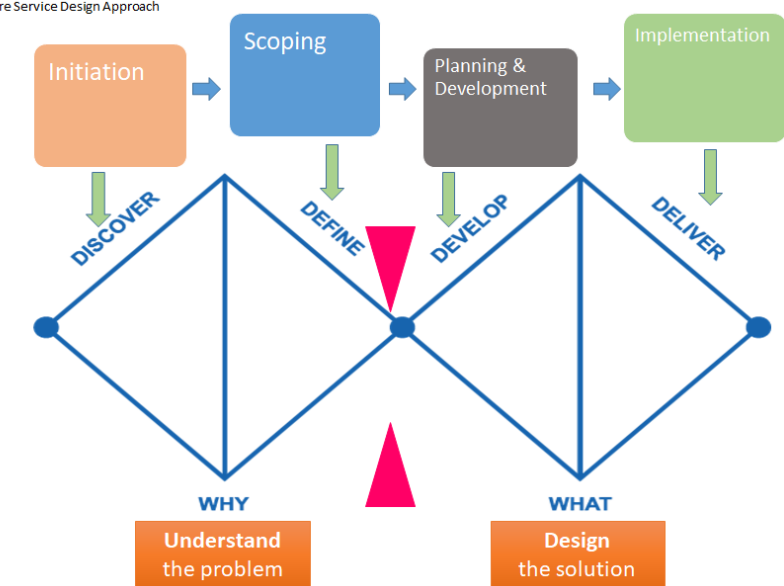 re Service Design Approach
Initiation
Scoping
Planning &
Development
Implementation
DISCOVER
DEFINE
DEVELOP
DELIVER
WHY
WHAT
Understand
the problem
Design
the solution